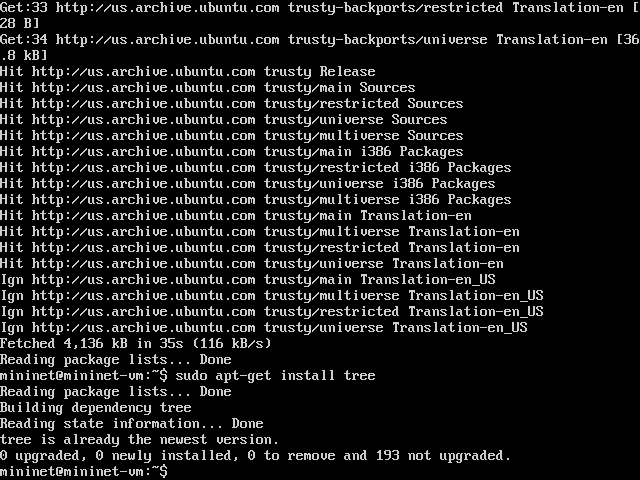 Get:33 http://us.archive.ubuntu.com trusty-backports/restricted Translation-en [
28 B]
Get:34 http://us.archive.ubuntu.com trusty-backports/universe Translation-en [36
.8 kB]
Hit http://us.archive.ubuntu.com trusty Release
Hit http://us.archive.ubuntu.com trusty/main Sources
Hit http://us.archive.ubuntu.com trusty/restricted Sources
Hit http://us.archive.ubuntu.com trusty/universe Sources
Hit http://us.archive.ubuntu.com trusty/multiverse Sources
Hit http://us.archive.ubuntu.com trusty/main i386 Packages
Hit http://us.archive.ubuntu.com trusty/restricted i386 Packages
Hit http://us.archive.ubuntu.com trusty/universe i386 Packages
Hit http://us.archive.ubuntu.com trusty/multiverse i386 Packages
Hit http://us.archive.ubuntu.com trusty/main Translation-en
Hit http://us.archive.ubuntu.com trusty/multiverse Translation-en
Hit http://us.archive.ubuntu.com trusty/restricted Translation-en
Hit http://us.archive.ubuntu.com trusty/universe Translation-en
Ign http://us.archive.ubuntu.com trusty/main Translation-en_US
Ign http://us.archive.ubuntu.com trusty/multiverse Translation-en_US
Ign http://us.archive.ubuntu.com trusty/restricted Translation-en_US
Ign http://us.archive.ubuntu.com trusty/universe Translation-en_US
Fetched 4,136 kB in 35s (116 kB/s)
Reading package lists... Done
mininet@mininet-vm:~$ sudo apt-get install tree
Reading package lists... Done
Building dependency tree
Reading state information... Done
tree is already the newest version.
0 upgraded, 0 newly installed, 0 to remove and 193 not upgraded.
mininet@mininet-vm:~$